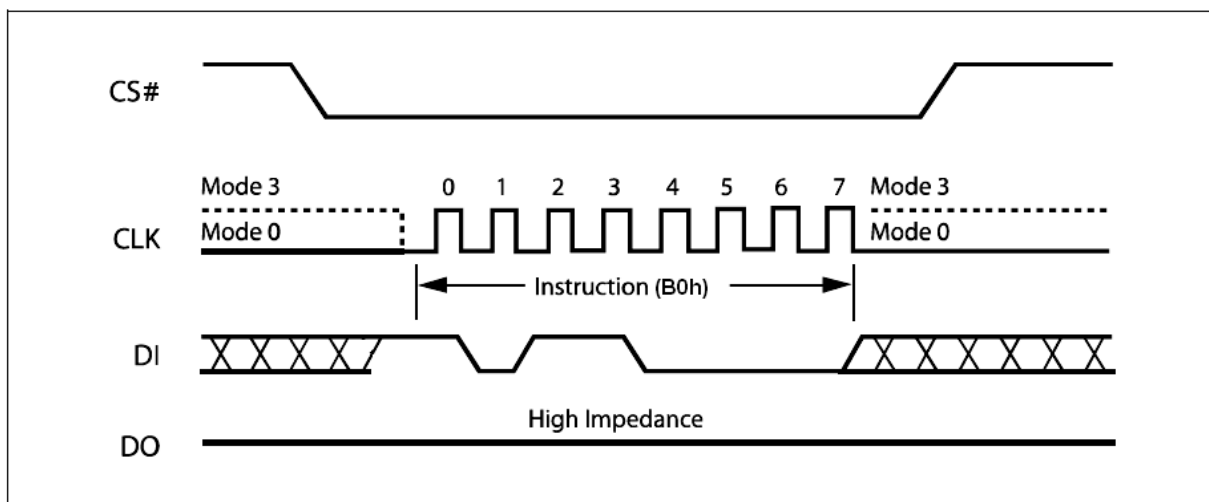 CS#
Mode 3 0 1 2 3 4 5 6 7 Mode 3
CLK Mode 0 Mode 0
Instruction (B0h)
DI
High Impedance
DO